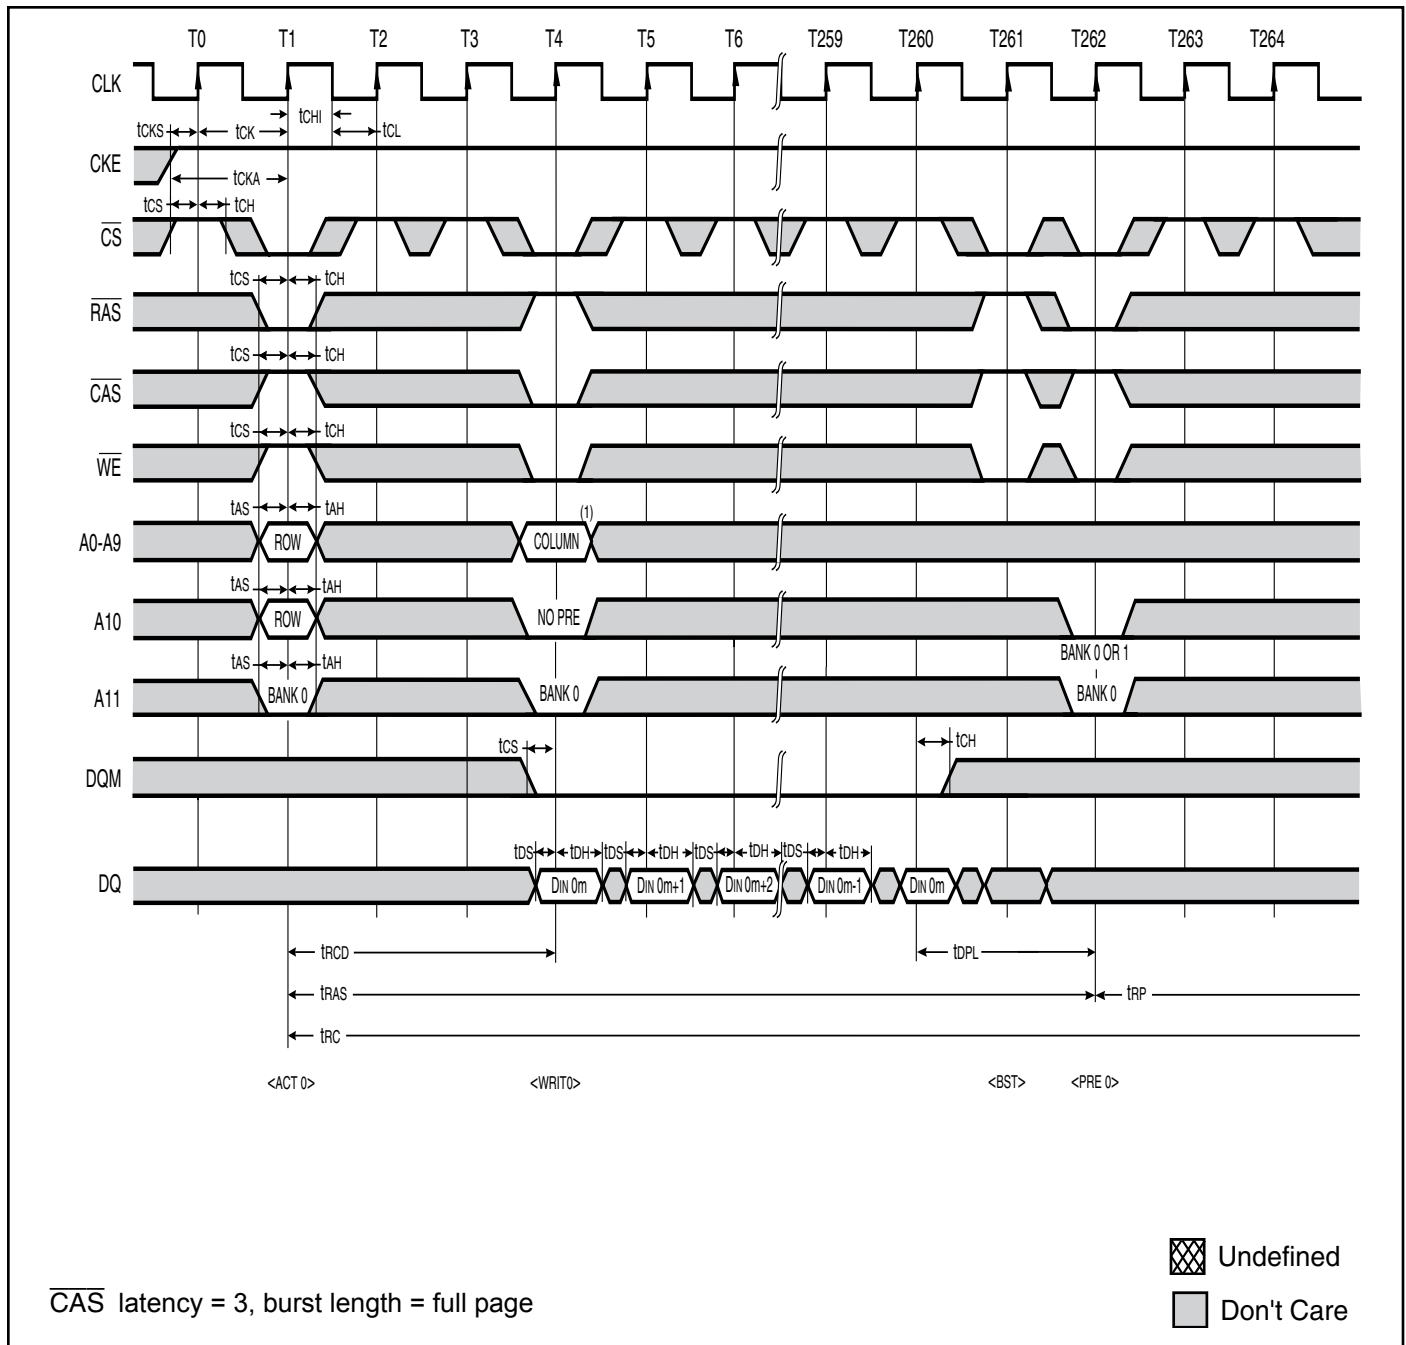 T0 T1 T2 T3 T4 T5 T6 T259 T260 T261 T262 T263 T264
CLK
tCHI
tCKS tCK tCL
CKE
tCKA
tCS tCH
CS
tCS tCH
RAS
tCS tCH
CAS
tCS tCH
WE
tAS tAH
(1)
A0-A9 ROW COLUMN
tAS tAH
A10 ROW NO PRE
BANK 0 OR 1
tAS tAH
A11 BANK 0 BANK 0 BANK 0
tCS tCH
DQM
tDS tDH tDS tDH tDS tDH tDS tDH
DQ DIN 0m DIN 0m+1 DIN 0m+2 DIN 0m-1 DIN 0m
tRCD tDPL
tRAS tRP
tRC
<ACT 0> <WRIT0> <BST> <PRE 0>
Undefined
CAS latency = 3, burst length = full page
Don't Care